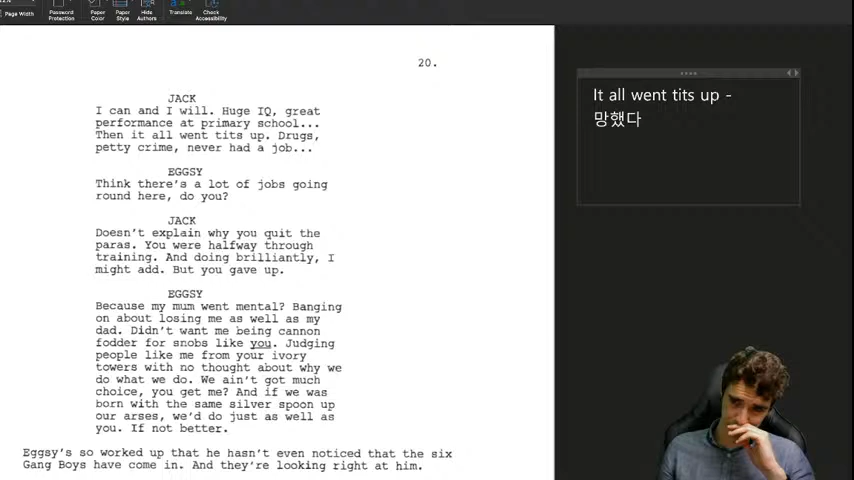 Page Width
Password Protection
Paper Color
Paper Style
Hide Authors
Translate
Check Accessibility
20.
JACK
I can and I will. Huge IQ, great
performance at primary school...
Then it all went tits up. Drugs,
petty crime, never had a job...
EGGSY
Think there's a lot of jobs going
round here, do you?
JACK
Doesn't explain why you quit the
paras. You were halfway through
training. And doing brilliantly, I
might add. But you gave up.
EGGSY
Because my mum went mental? Banging
on about losing me as well as my
dad. Didn't want me being cannon
fodder for snobs like you. Judging
people like me from your ivory
towers with no thought about why we
do what we do. We ain't got much
choice, you get me? And if we was
born with the same silver spoon up
our arses, we'd do just as well as
you. If not better.
Eggsy's so worked up that he hasn't even noticed that the six
Gang Boys have come in. And they're looking right at him.
It all went tits up -
망했다